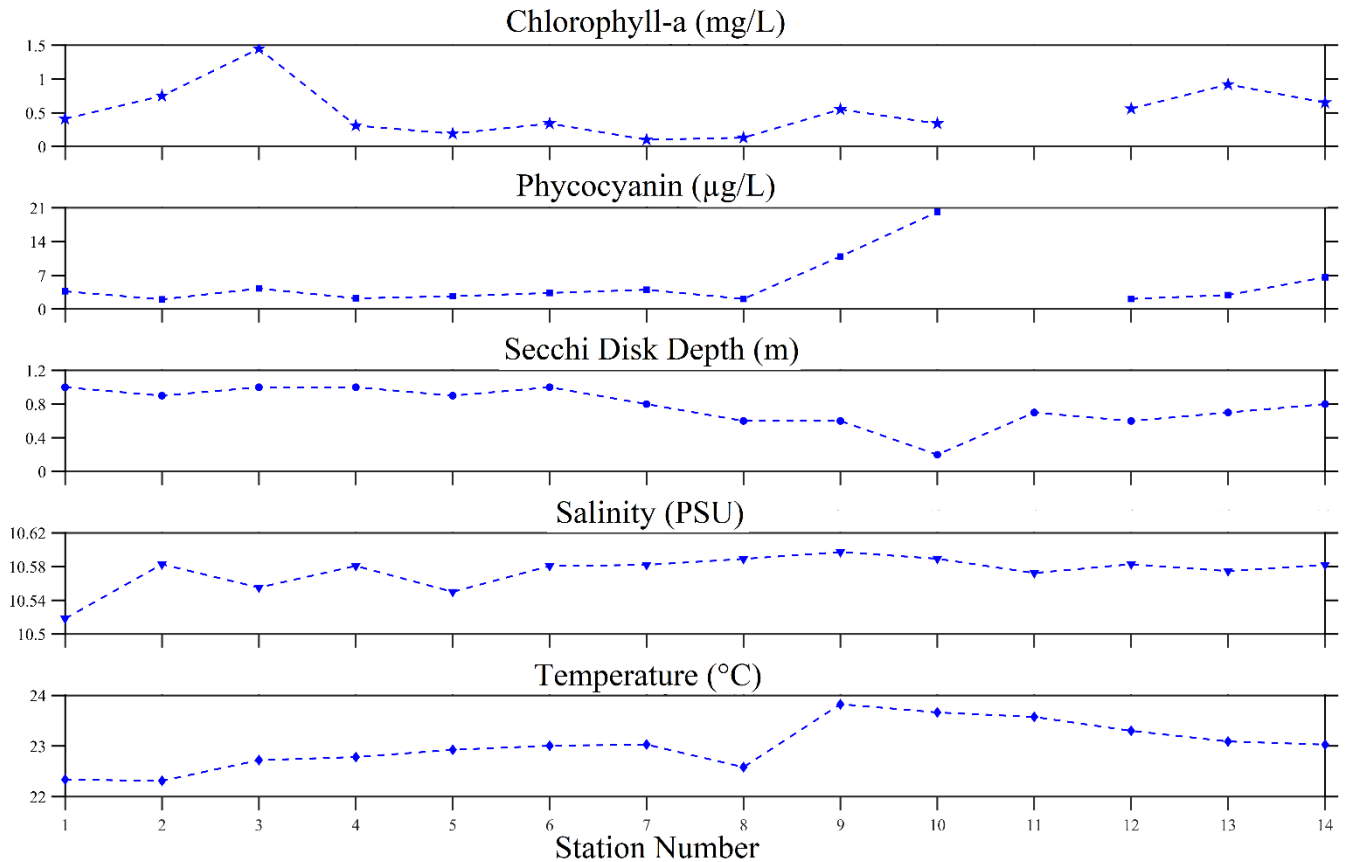 Chlorophyll-a (mg/L)
1.5
1
0.5
0
Phycocyanin (µg/L)
21
14
7
0
Secchi Disk Depth (m)
1.2
0.8
0.4
0
Salinity (PSU)
10.62
10.58
10.54
10.5
Temperature (°C)
24
23
22
1 2 3 4 5 6 7 8 9 10 11 12 13 14
Station Number